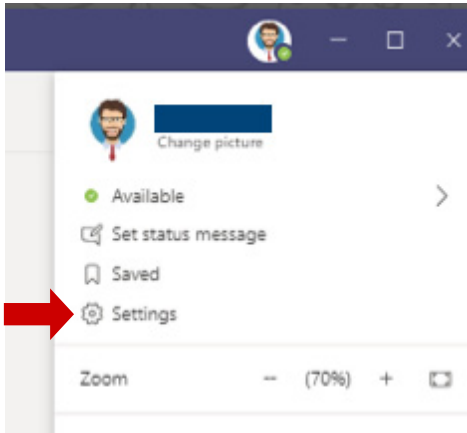 Change picture
Available
Set status message
Saved
Settings
Zoom -- (70%) +